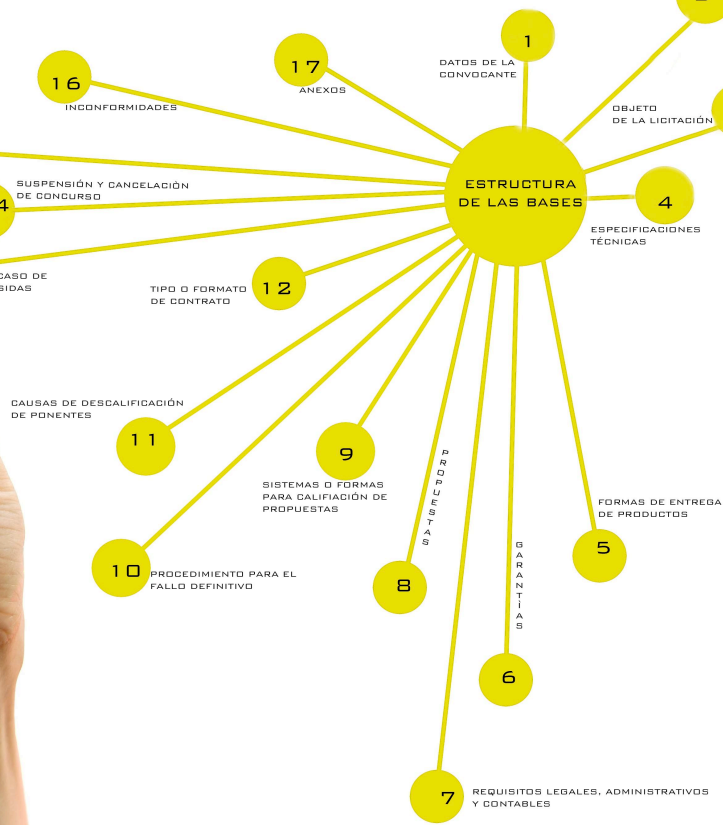 1
DATOS DE LA
CONVOCANTE
17
ANEXOS
16
INCONFORMIDADES
OBJETO
DE LA LICITACIÓN
ESTRUCTURA
DE LAS BASES
4
ESPECIFICACIONES
TÉCNICAS
SUSPENSIÓN Y CANCELACIÓN
DE CONCURSO
4
CASO DE
12
TIPO O FORMATO
DE CONTRATO
CAUSAS DE DESCALIFICACIÓN
DE PONENTES
11
9
SISTEMAS O FORMAS
PARA CALIFIACIÓN DE
PROPUESTAS
PROPUESTAS
8
FORMAS DE ENTREGA
DE PRODUCTOS
5
10
PROCEDIMIENTO PARA EL
FALLO DEFINITIVO
GARANTÍAS
6
7
REQUISITOS LEGALES, ADMINISTRATIVOS
Y CONTABLES